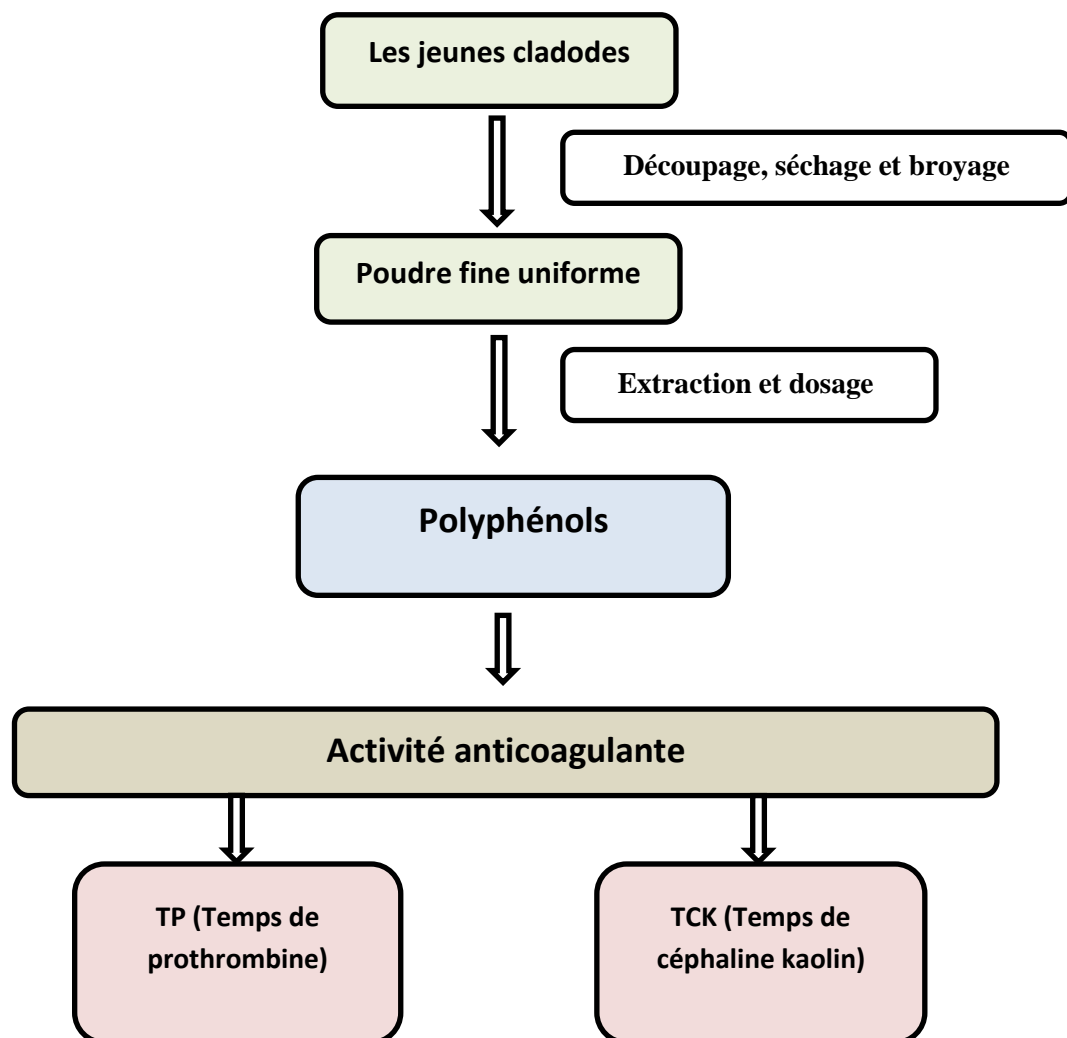 Les jeunes cladodes
Découpage, séchage et broyage
Poudre fine uniforme
Extraction et dosage
Polyphénols
Activité anticoagulante
TP (Temps de
prothrombine)
TCK (Temps de
céphaline kaolin)